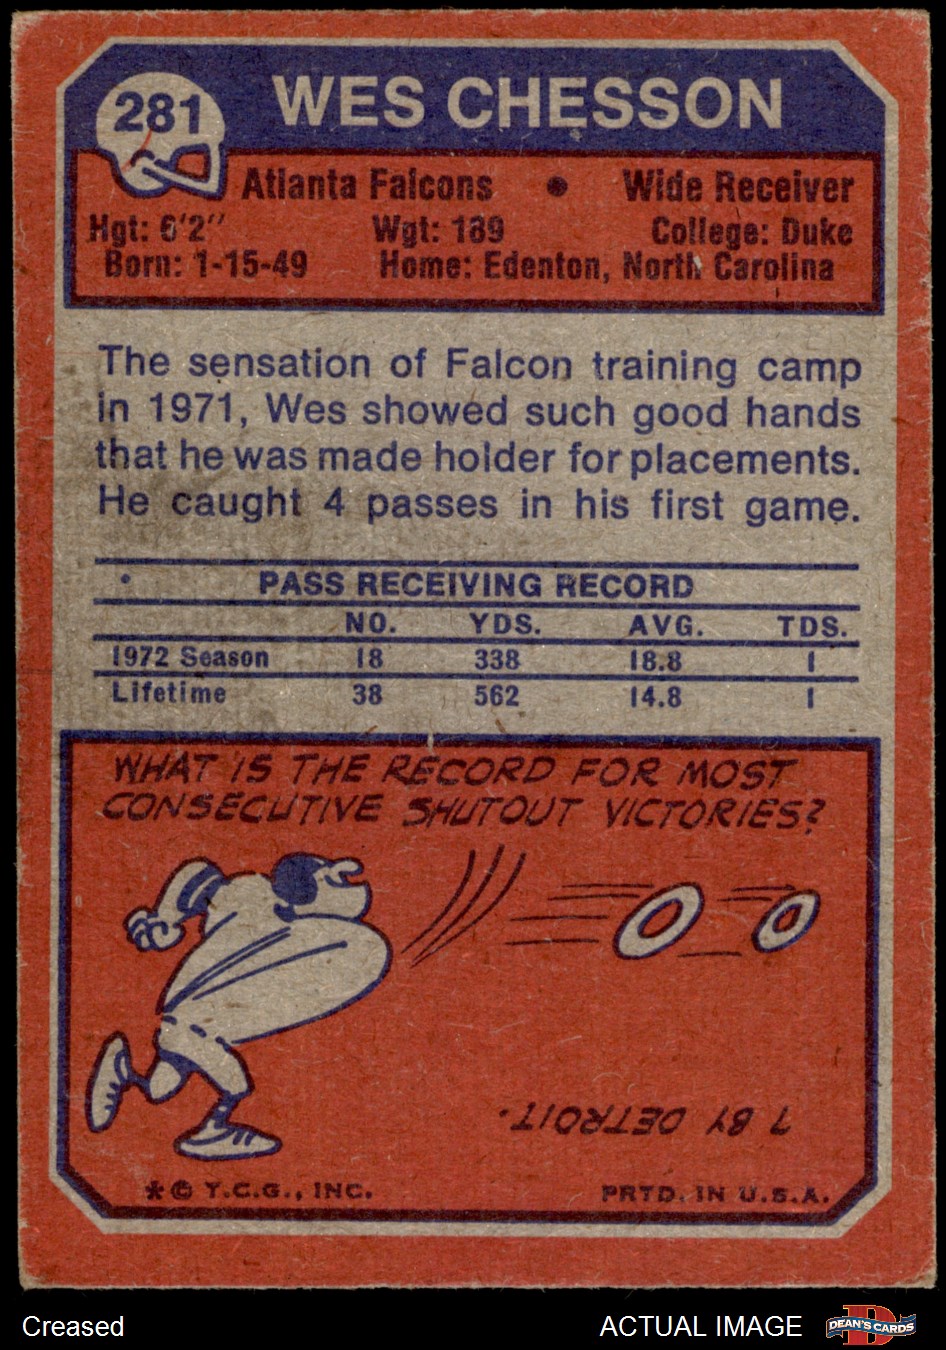 281
WES CHESSON
Atlanta Falcons • Wide Receiver
Hgt: 6'2" Wgt: 189 College: Duke
Born: 1-15-49 Home: Edenton, North Carolina
The sensation of Falcon training camp
in 1971, Wes showed such good hands
that he was made holder for placements.
He caught 4 passes in his first game.
PASS RECEIVING RECORD
NO. YDS. AVG. TDS.
1972 Season 18 338 18.8 1
Lifetime 38 562 14.8 1
WHAT IS THE RECORD FOR MOST
CONSECUTIVE SHUTOUT VICTORIES?
7 BY DETROIT.
* © T.C.G., INC. PRTD. IN U.S.A.
Creased
ACTUAL IMAGE
DEAN'S CARDS